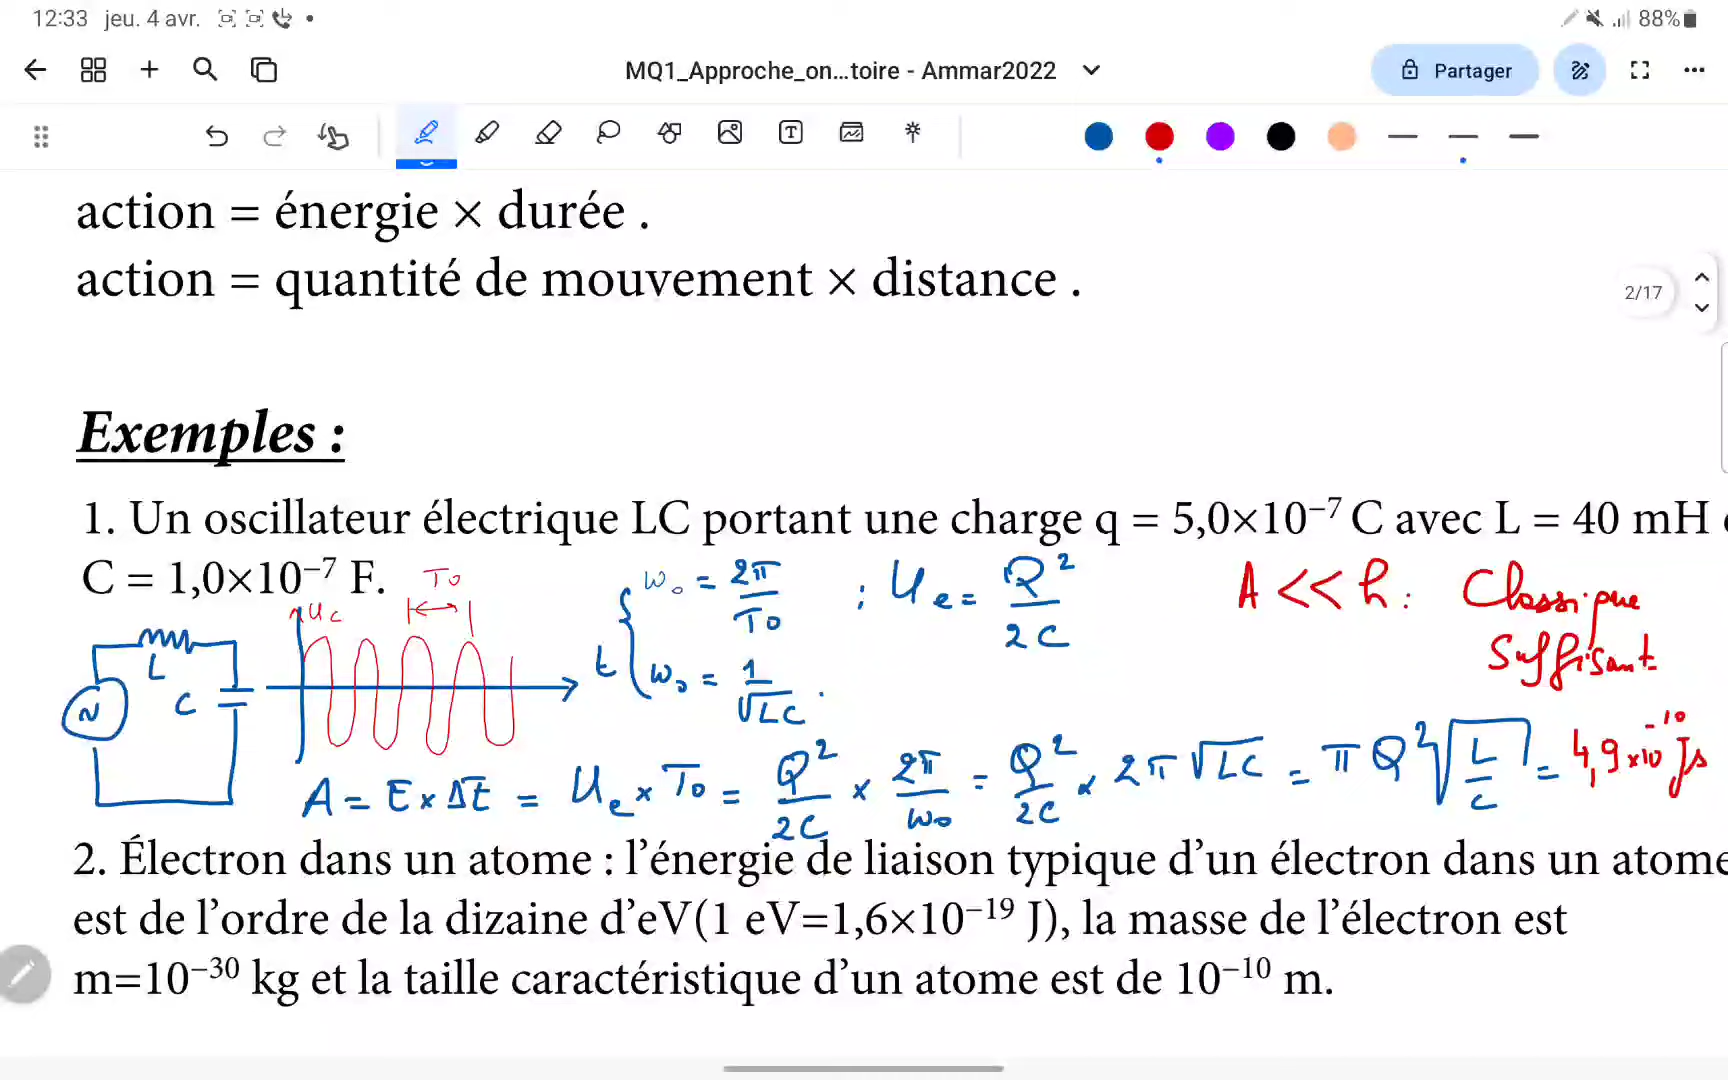 12:33 jeu. 4 avr. 88%
MQ1_Approche_on...toire - Ammar2022
Partager
action = énergie × durée .
action = quantité de mouvement × distance .
2/17
Exemples :
1. Un oscillateur électrique LC portant une charge q = 5,0×10⁻⁷ C avec L = 40 mH
C = 1,0×10⁻⁷ F.
T₀
u_c
ω₀ = 2π/T₀ ; U_e = Q²/2C
A << h : Classique
Suffisant
L
C
N
t
ω₀ = 1/√LC .
A = E × Δt = U_e × T₀ = Q²/2C × 2π/ω₀ = Q²/2C × 2π √LC = π Q² √L/C = 4,9×10⁻¹⁰ Js
2. Électron dans un atome : l’énergie de liaison typique d’un électron dans un atome
est de l’ordre de la dizaine d’eV(1 eV=1,6×10⁻¹⁹ J), la masse de l’électron est
m=10⁻³⁰ kg et la taille caractéristique d’un atome est de 10⁻¹⁰ m.